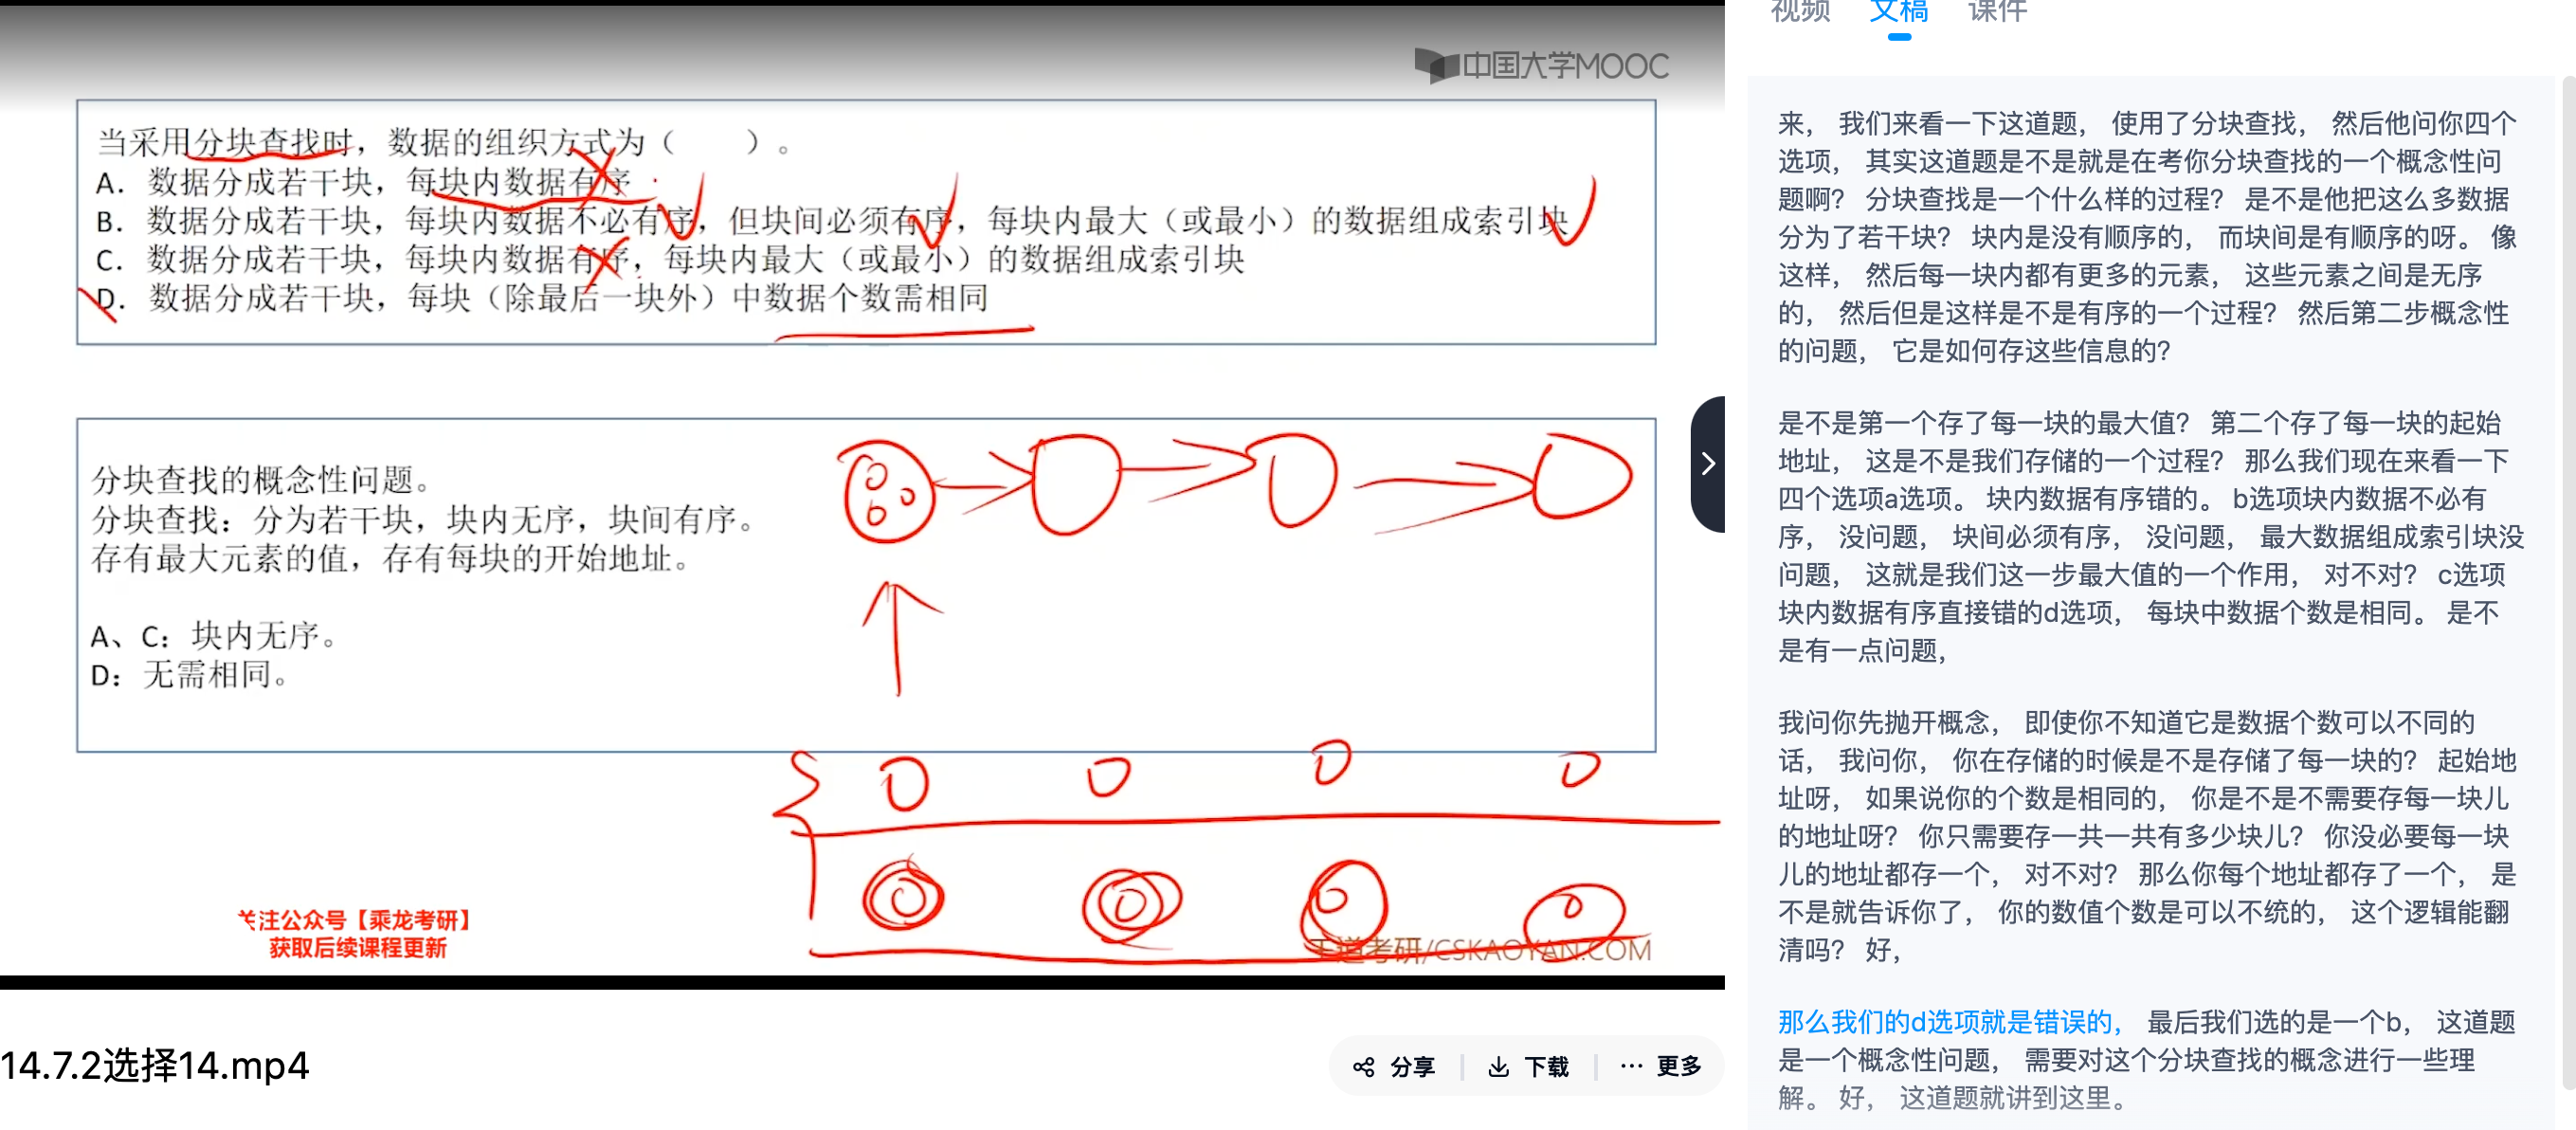 中国大学MOOC
当采用分块查找时，数据的组织方式为（ ）。
A. 数据分成若干块，每块内数据有序
B. 数据分成若干块，每块内数据不必有序，但块间必须有序，每块内最大（或最小）的数据组成索引块
C. 数据分成若干块，每块内数据有序，每块内最大（或最小）的数据组成索引块
D. 数据分成若干块，每块（除最后一块外）中数据个数需相同
分块查找的概念性问题。
分块查找：分为若干块，块内无序，块间有序。
存有最大元素的值，存有每块的开始地址。
A、C：块内无序。
D：无需相同。
关注公众号【乘龙考研】
获取后续课程更新
王道考研/CSKAOYAN.COM
14.7.2选择14.mp4
分享 下载 更多
视频 文稿 课件
来， 我们来看一下这道题， 使用了分块查找， 然后他问你四个
选项， 其实这道题是不是就是在考你分块查找的一个概念性问
题啊？ 分块查找是一个什么样的过程？ 是不是他把这么多数据
分为了若干块？ 块内是没有顺序的， 而块间是有顺序的呀。 像
这样， 然后每一块内都有更多的元素， 这些元素之间是无序
的， 然后但是这样是不是有序的一个过程？ 然后第二步概念性
的问题， 它是如何存这些信息的？
是不是第一个存了每一块的最大值？ 第二个存了每一块的起始
地址， 这是不是我们存储的一个过程？ 那么我们现在来看一下
四个选项a选项。 块内数据有序错的。 b选项块内数据不必有
序， 没问题， 块间必须有序， 没问题， 最大数据组成索引块没
问题， 这就是我们这一步最大值的一个作用， 对不对？ c选项
块内数据有序直接错的d选项， 每块中数据个数是相同。 是不
是有一点问题，
我问你先抛开概念， 即使你不知道它是数据个数可以不同的
话， 我问你， 你在存储的时候是不是存储了每一块的？ 起始地
址呀， 如果说你的个数是相同的， 你是不是不需要存每一块儿
的地址呀？ 你只需要存一共一共有多少块儿？ 你没必要每一块
儿的地址都存一个， 对不对？ 那么你每个地址都存了一个， 是
不是就告诉你了， 你的数值个数是可以不统的， 这个逻辑能翻
清吗？ 好，
那么我们的d选项就是错误的， 最后我们选的是一个b， 这道题
是一个概念性问题， 需要对这个分块查找的概念进行一些理
解。 好， 这道题就讲到这里。